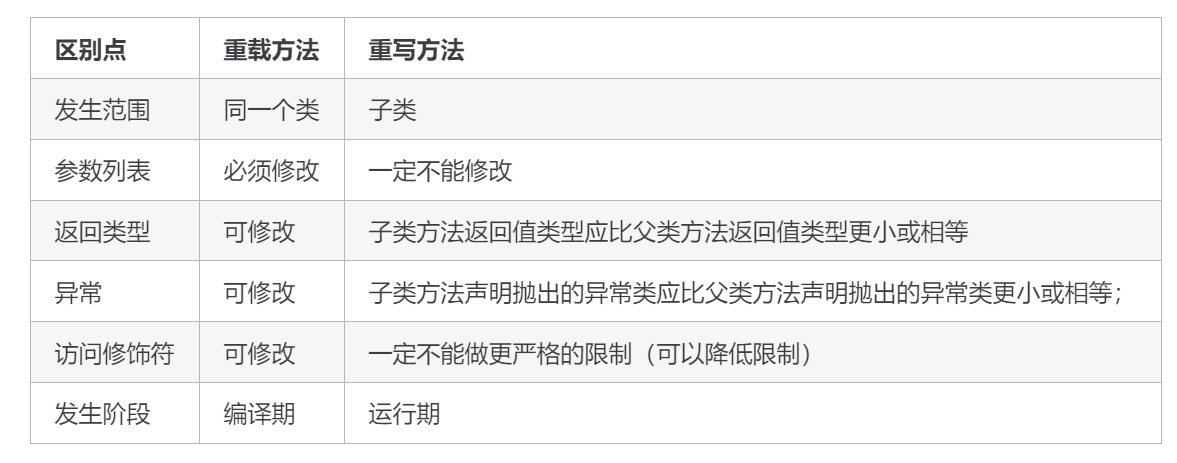 区别点 重载方法 重写方法
发生范围 同一个类 子类
参数列表 必须修改 一定不能修改
返回类型 可修改 子类方法返回值类型应比父类方法返回值类型更小或相等
异常 可修改 子类方法声明抛出的异常类应比父类方法声明抛出的异常类更小或相等；
访问修饰符 可修改 一定不能做更严格的限制（可以降低限制）
发生阶段 编译期 运行期